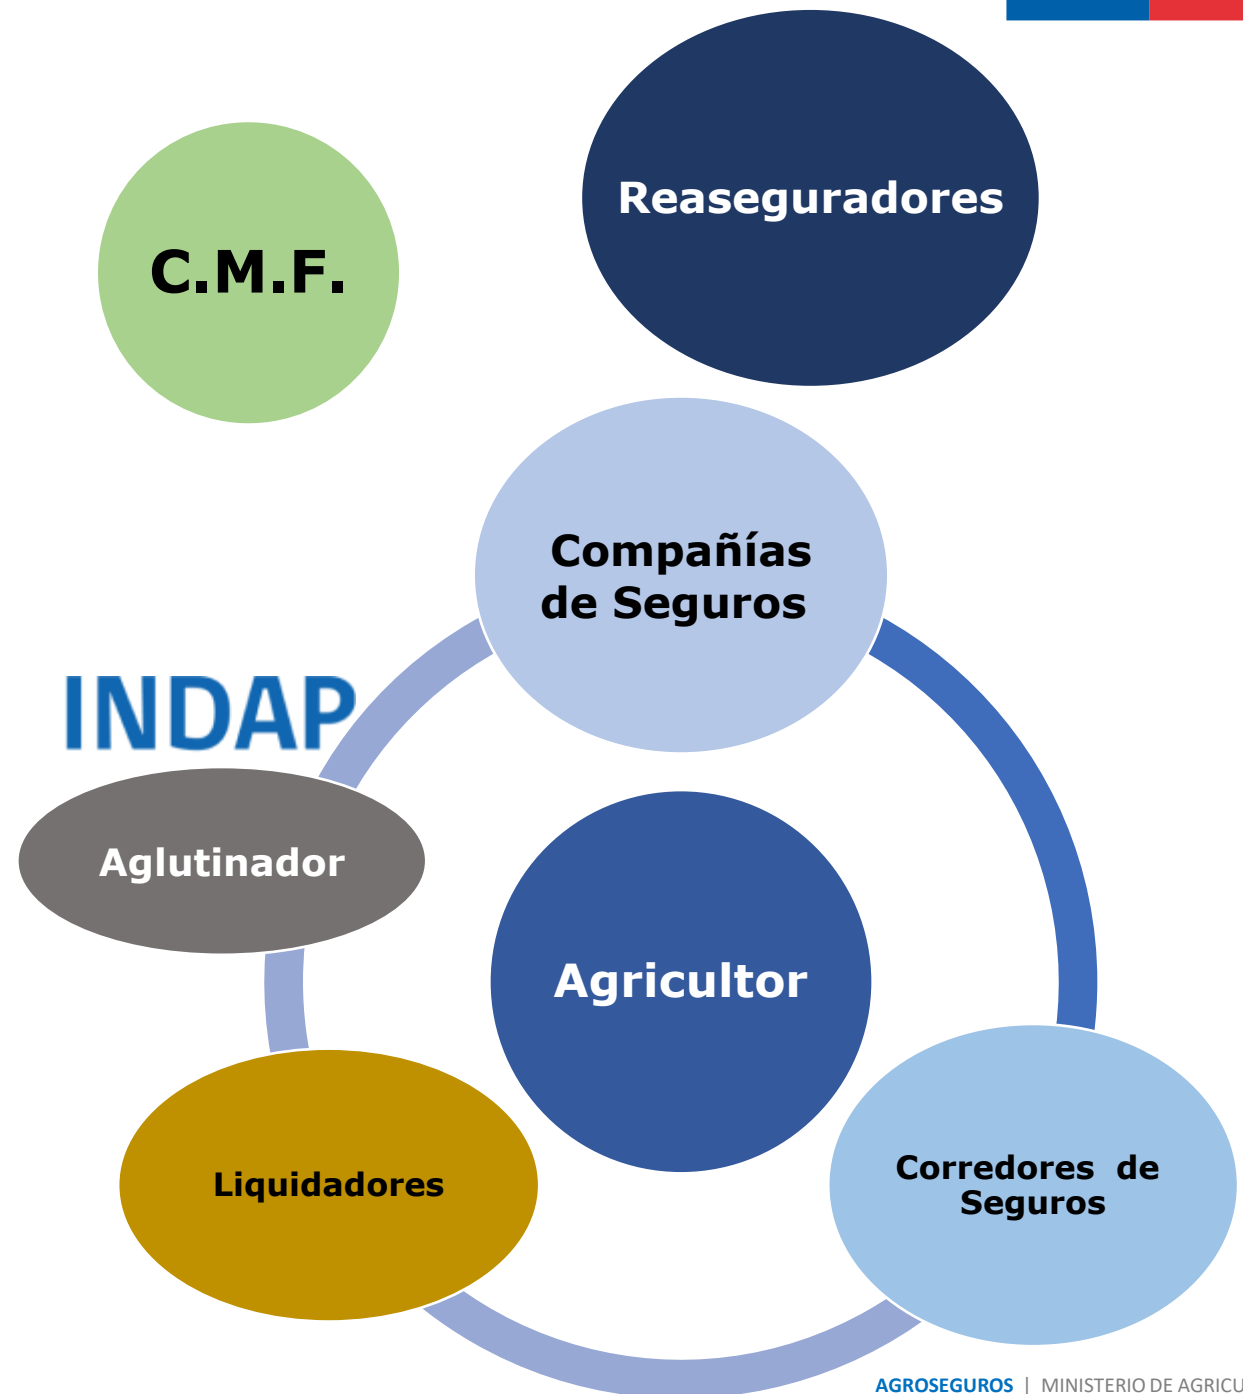 Reaseguradores
C.M.F.
Compañías
de Seguros
INDAP
Aglutinador
Agricultor
Liquidadores
Corredores de
Seguros
AGROSEGUROS | MINISTERIO DE AGRICU